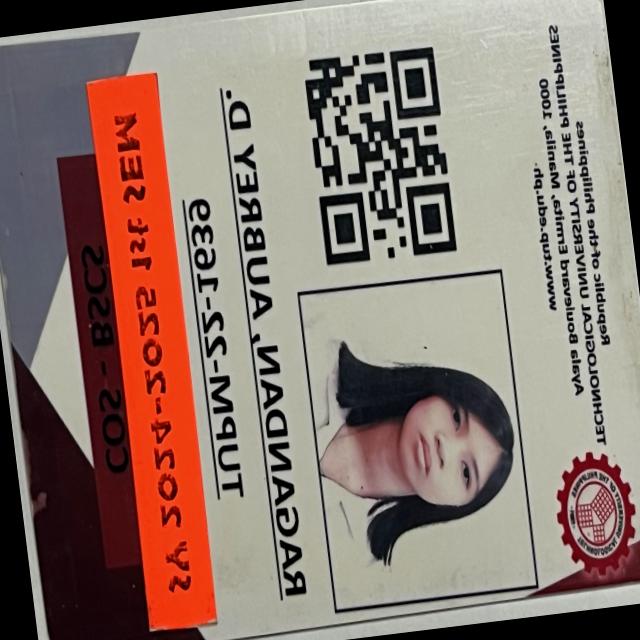 Republic of the Philippines
TECHNOLOGICAL UNIVERSITY OF THE PHILIPPINES
Ayala Boulevard Ermita, Manila, 1000
www.tup.edu.ph
RAGANDAN, AUBREY D.
TUPM-22-1639
SY 2024-2025 1st SEM
COS - BSCS